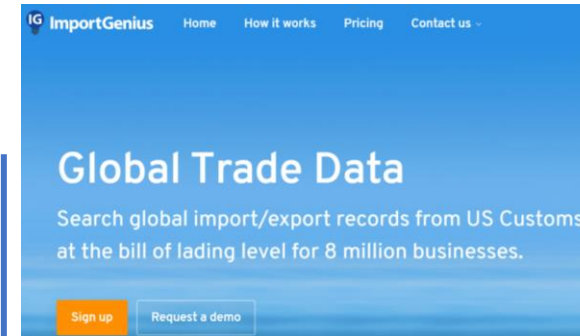 IG ImportGenius Home How it works Pricing Contact us
Global Trade Data
Search global import/export records from US Customs
at the bill of lading level for 8 million businesses.
Sign up Request a demo